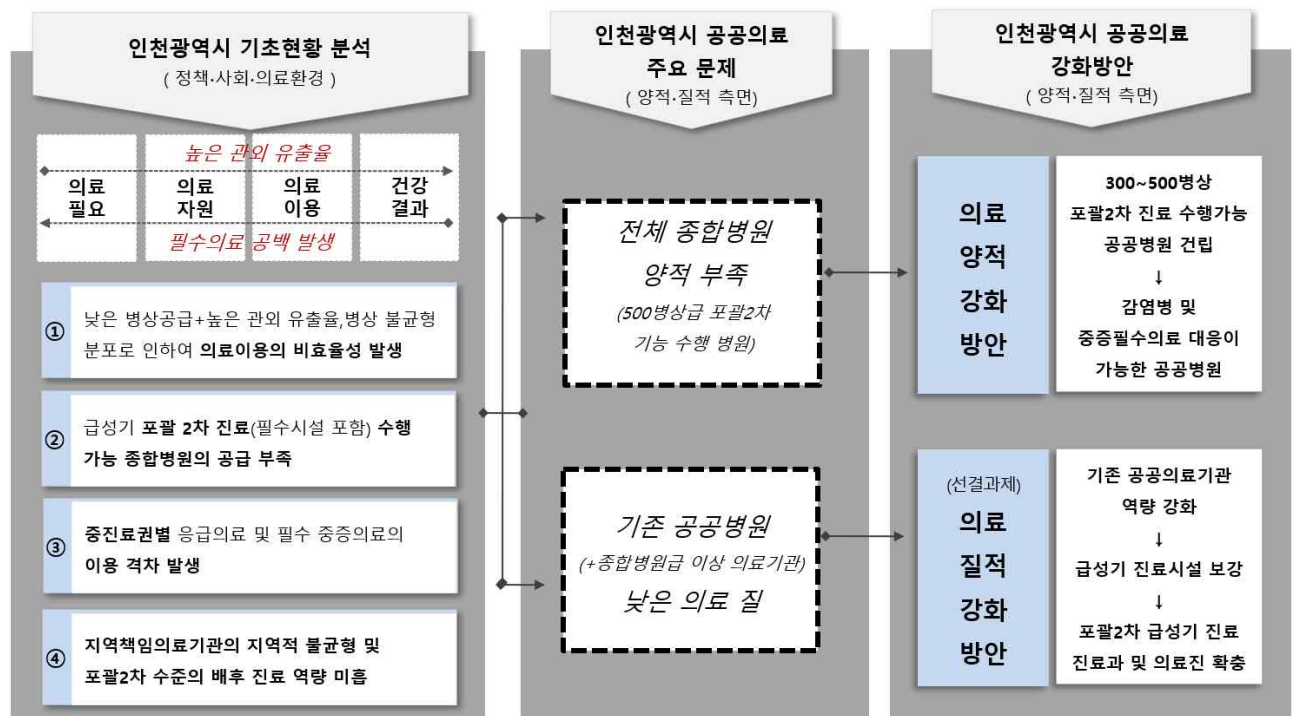 인천광역시 기초현황 분석
( 정책·사회·의료환경 )
높은 관외 유출율
의료
필요
의료
자원
의료
이용
건강
결과
필수의료 공백 발생
①
낮은 병상공급+높은 관외 유출율,병상 불균형
분포로 인하여 의료이용의 비효율성 발생
②
급성기 포괄 2차 진료(필수시설 포함) 수행
가능 종합병원의 공급 부족
③
중진료권별 응급의료 및 필수 중증의료의
이용 격차 발생
④
지역책임의료기관의 지역적 불균형 및
포괄2차 수준의 배후 진료 역량 미흡
인천광역시 공공의료
주요 문제
( 양적·질적 측면)
전체 종합병원
양적 부족
(500병상급 포괄2차
기능 수행 병원)
기존 공공병원
(+종합병원급 이상 의료기관)
낮은 의료 질
인천광역시 공공의료
강화방안
( 양적·질적 측면)
의료
양적
강화
방안
300~500병상
포괄2차 진료 수행가능
공공병원 건립
↓
감염병 및
중증필수의료 대응이
가능한 공공병원
(선결과제)
의료
질적
강화
방안
기존 공공의료기관
역량 강화
↓
급성기 진료시설 보강
↓
포괄2차 급성기 진료
진료과 및 의료진 확충